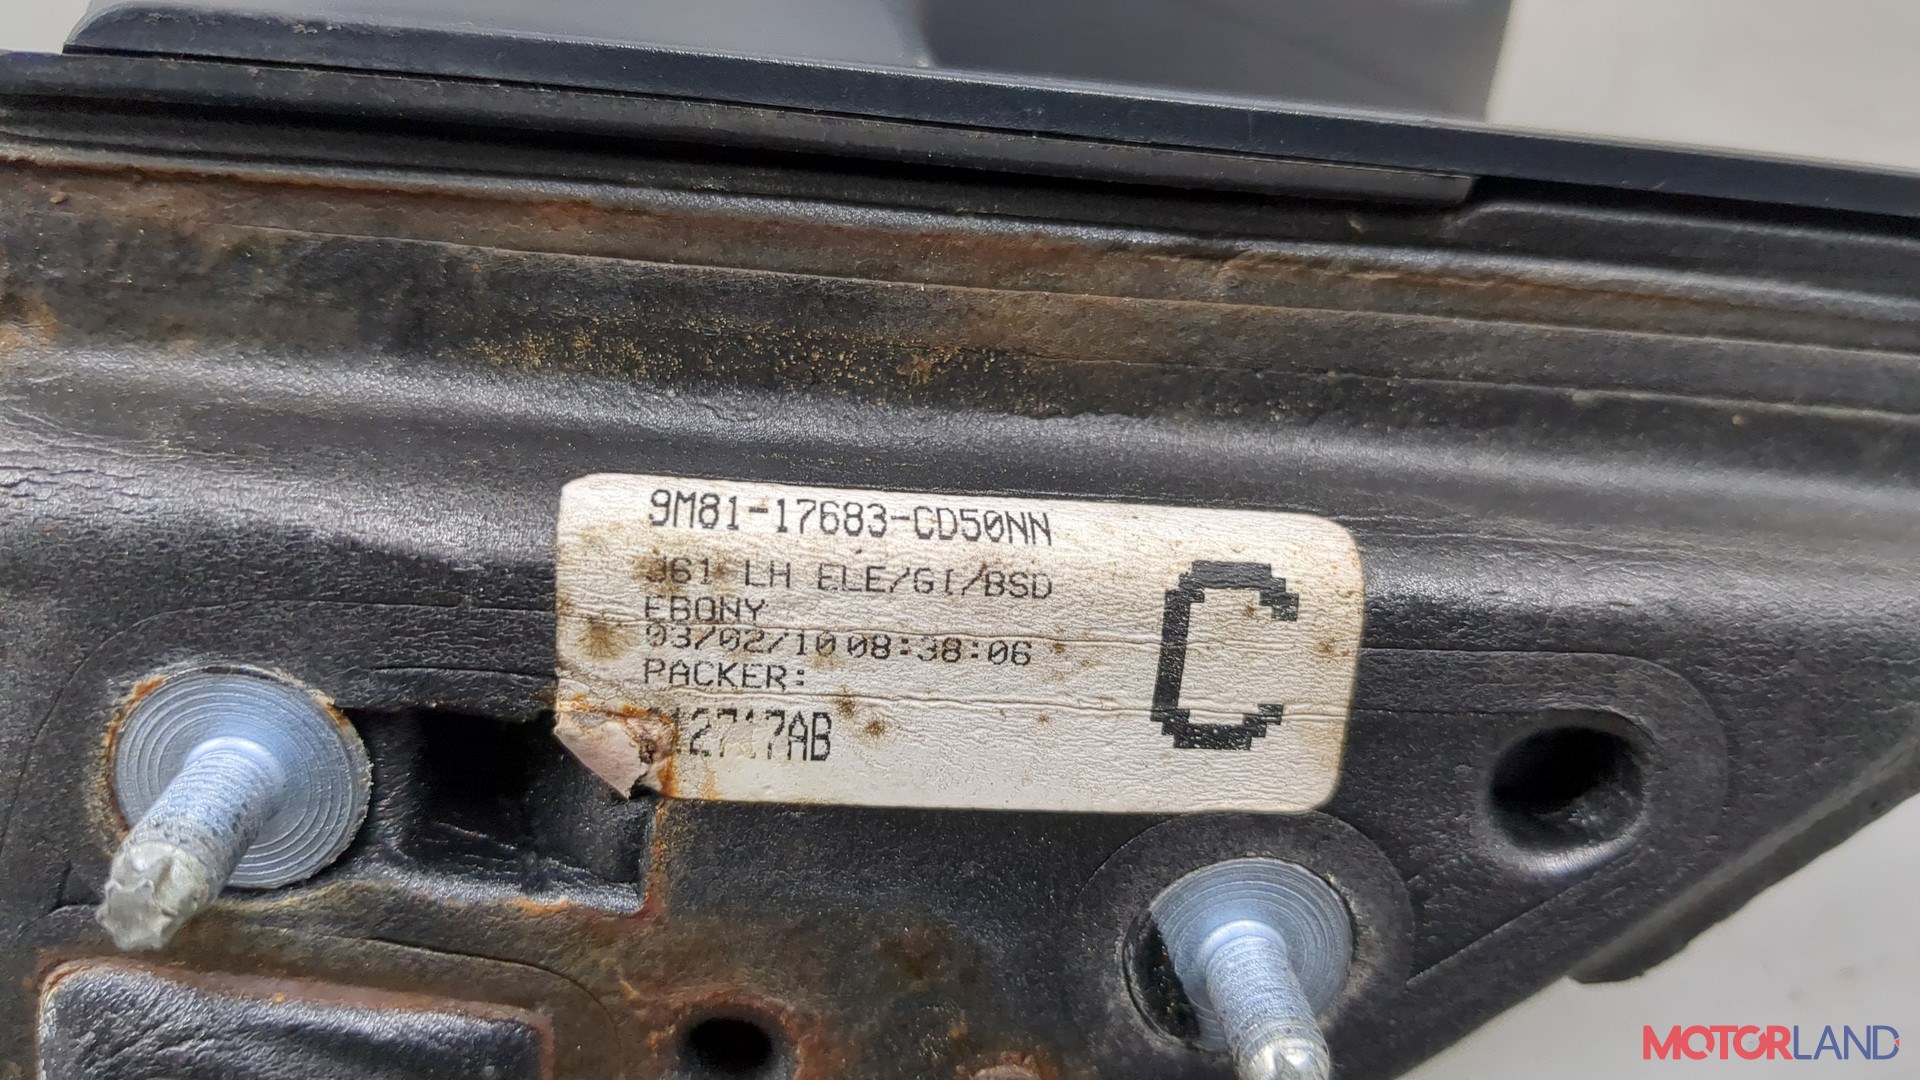 9M81-17683-CD50NN
J61 LH ELE/GI/BSD
EBONY
03/02/10 08:38:06
PACKER:
C
MOTORLAND